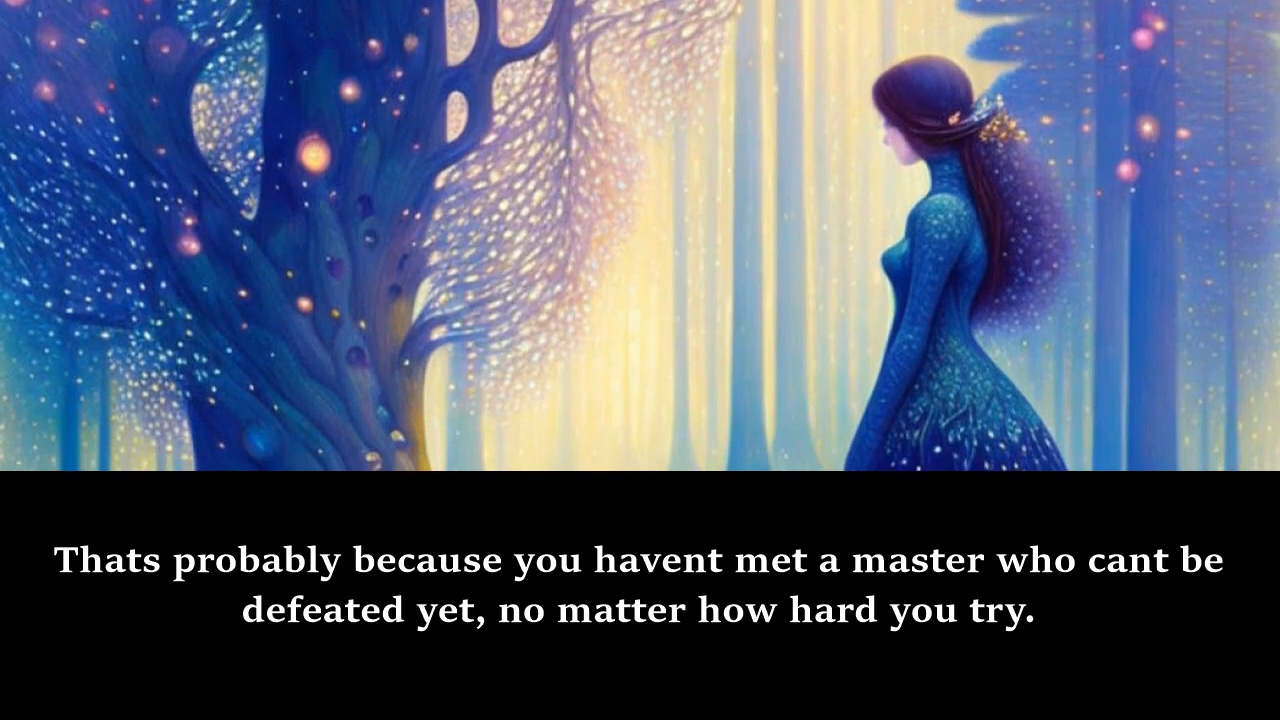 Thats probably because you havent met a master who cant be
defeated yet, no matter how hard you try.